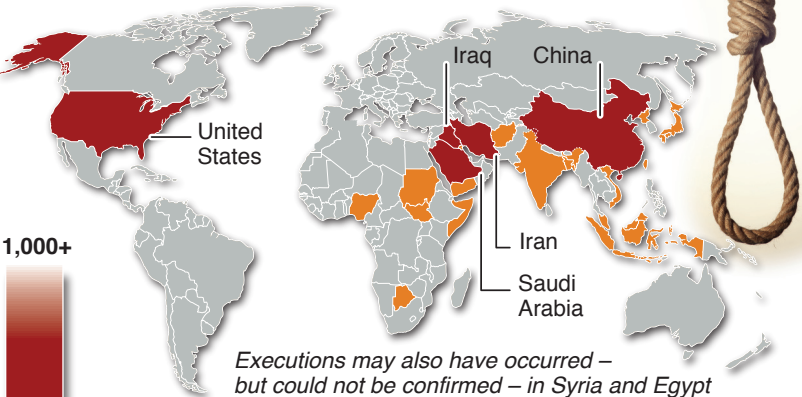 Iraq
China
United
States
1,000+
Iran
Saudi
Arabia
Executions may also have occurred –
but could not be confirmed – in Syria and Egypt